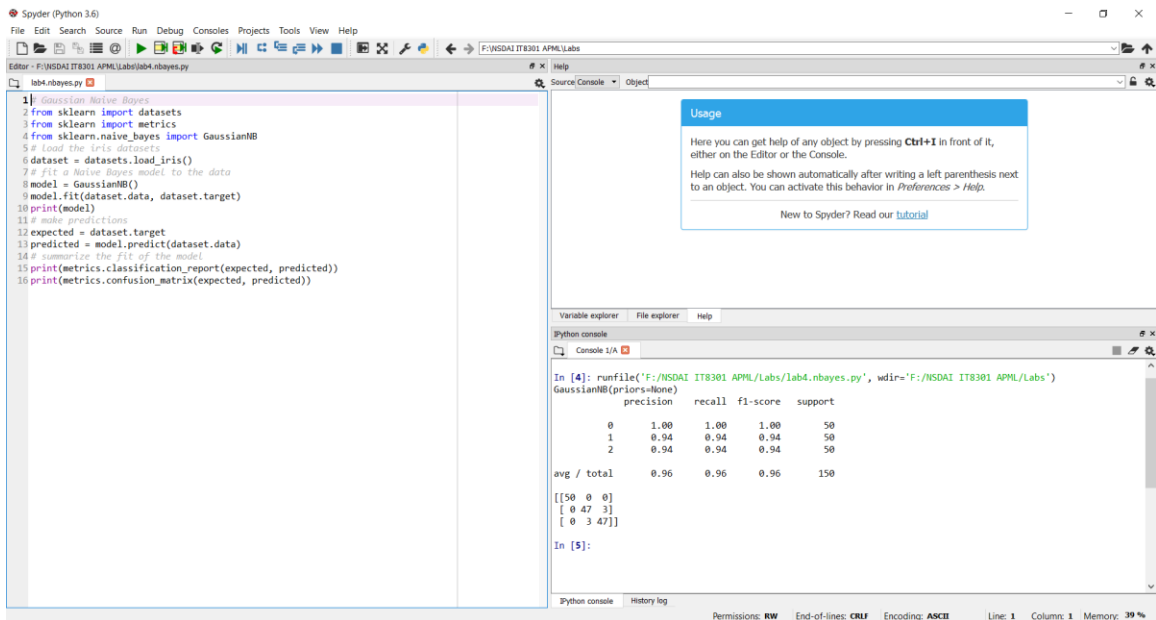 Spyder (Python 3.6)
File Edit Search Source Run Debug Consoles Projects Tools View Help
F:\NSDAI IT8301 APML\Labs
Editor - F:\NSDAI IT8301 APML\Labs\lab4.nbayes.py
lab4.nbayes.py
1 # Gaussian Naive Bayes
2 from sklearn import datasets
3 from sklearn import metrics
4 from sklearn.naive_bayes import GaussianNB
5 # load the iris datasets
6 dataset = datasets.load_iris()
7 # fit a Naive Bayes model to the data
8 model = GaussianNB()
9 model.fit(dataset.data, dataset.target)
10 print(model)
11 # make predictions
12 expected = dataset.target
13 predicted = model.predict(dataset.data)
14 # summarize the fit of the model
15 print(metrics.classification_report(expected, predicted))
16 print(metrics.confusion_matrix(expected, predicted))
Help
Source Console Object
Usage
Here you can get help of any object by pressing Ctrl+I in front of it,
either on the Editor or the Console.
Help can also be shown automatically after writing a left parenthesis next
to an object. You can activate this behavior in Preferences > Help.
New to Spyder? Read our tutorial
Variable explorer File explorer Help
IPython console
Console 1/A
In [4]: runfile('F:/NSDAI IT8301 APML/Labs/lab4.nbayes.py', wdir='F:/NSDAI IT8301 APML/Labs')
GaussianNB(priors=None)
precision recall f1-score support
0 1.00 1.00 1.00 50
1 0.94 0.94 0.94 50
2 0.94 0.94 0.94 50
avg / total 0.96 0.96 0.96 150
[[50 0 0]
[ 0 47 3]
[ 0 3 47]]
In [5]:
IPython console History log
Permissions: RW End-of-lines: CRLF Encoding: ASCII Line: 1 Column: 1 Memory: 39 %